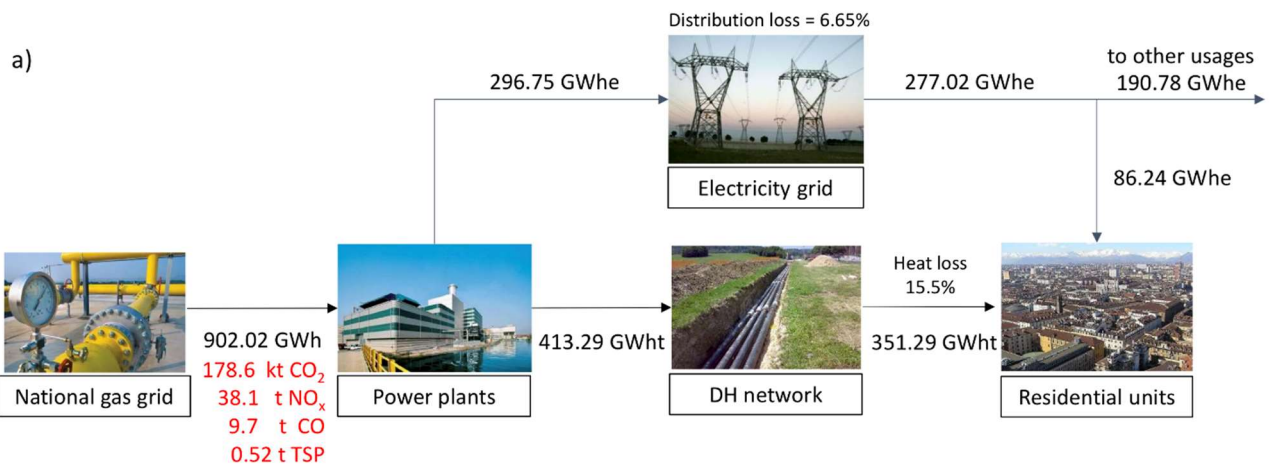 a)
Distribution loss = 6.65%
296.75 GWhe
277.02 GWhe
to other usages
190.78 GWhe
Electricity grid
86.24 GWhe
902.02 GWh
178.6 kt CO₂
38.1 t NOₓ
9.7 t CO
0.52 t TSP
413.29 GWht
Heat loss
15.5%
351.29 GWht
National gas grid
Power plants
DH network
Residential units